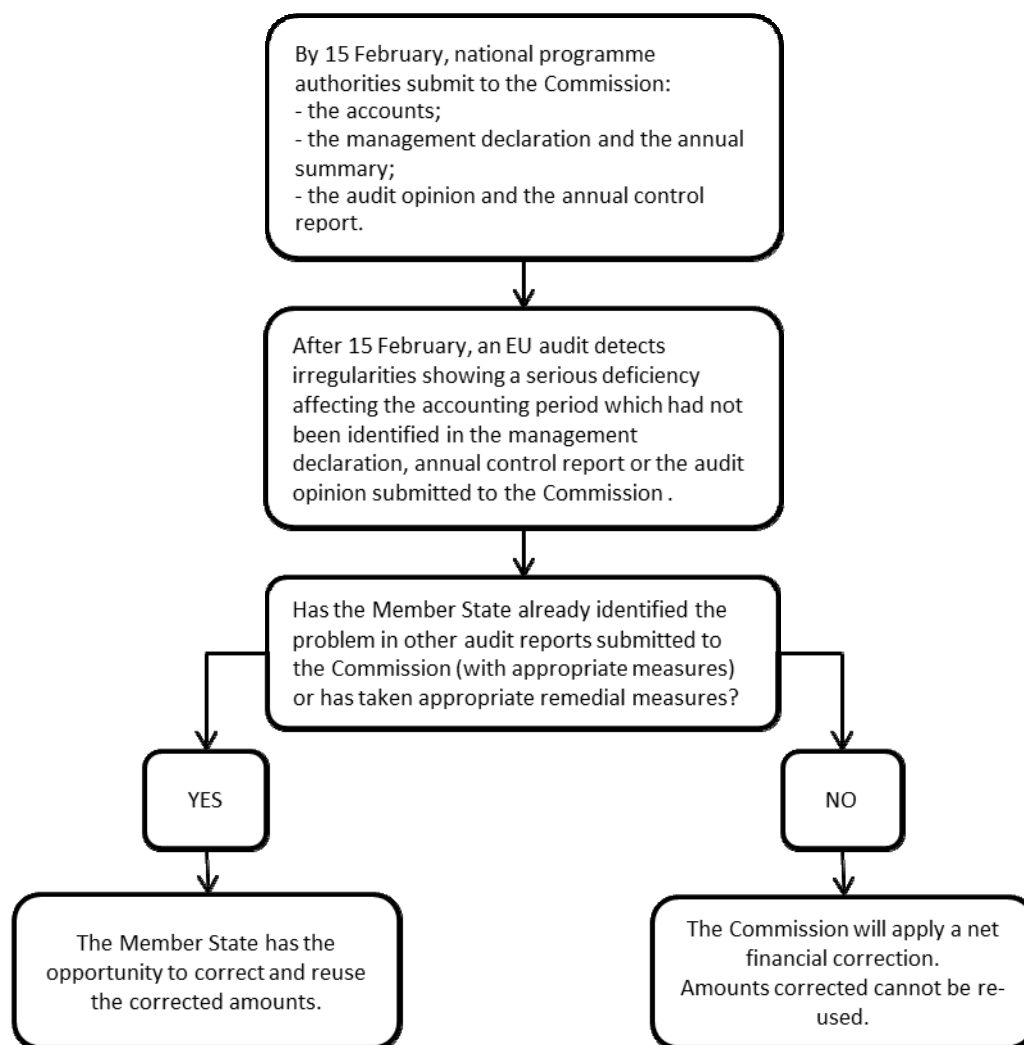 By 15 February, national programme
authorities submit to the Commission:
- the accounts;
- the management declaration and the annual
summary;
- the audit opinion and the annual control
report.
After 15 February, an EU audit detects
irregularities showing a serious deficiency
affecting the accounting period which had not
been identified in the management
declaration, annual control report or the audit
opinion submitted to the Commission .
Has the Member State already identified the
problem in other audit reports submitted to
the Commission (with appropriate measures)
or has taken appropriate remedial measures?
YES
NO
The Member State has the
opportunity to correct and reuse
the corrected amounts.
The Commission will apply a net
financial correction.
Amounts corrected cannot be re-
used.